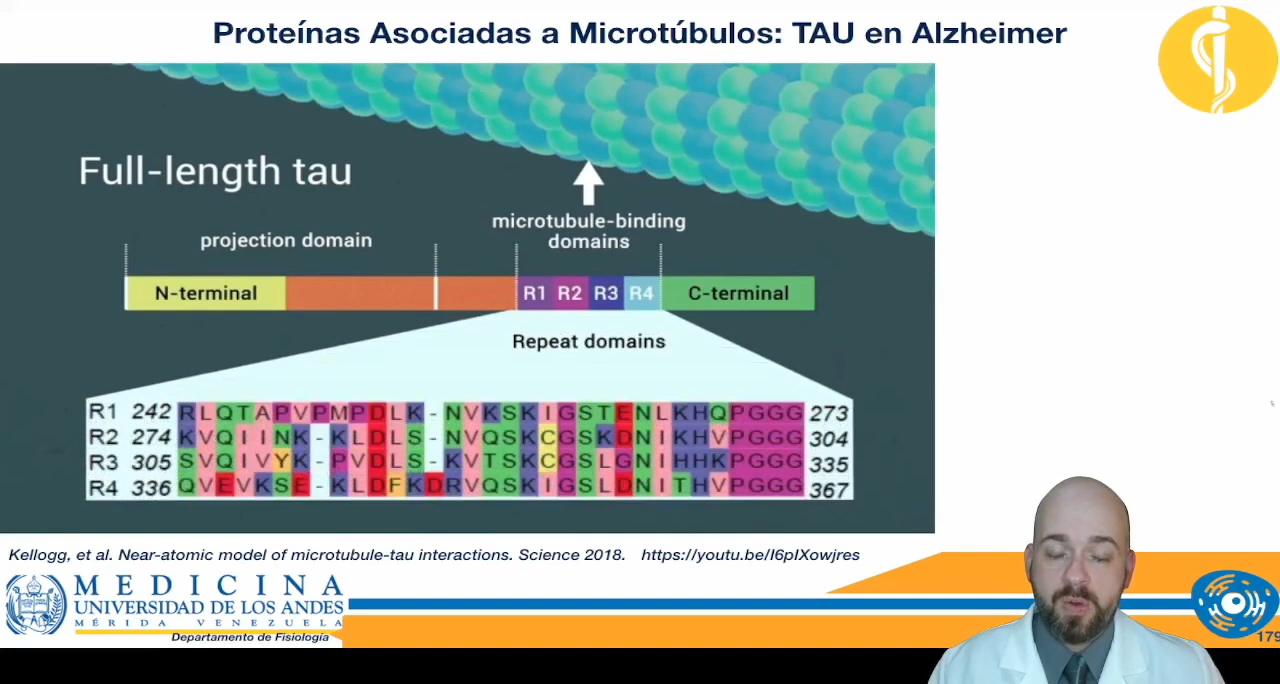 Proteínas Asociadas a Microtúbulos: TAU en Alzheimer
Full-length tau
microtubule-binding
domains
projection domain
N-terminal
R1 R2 R3 R4
C-terminal
Repeat domains
R1 242 RLQTAPVPMPDLK-NVKSKIGSTENLKHQPGGG 273
R2 274 KVQIINK-KLDLS-NVQSKCGSKDNIKHVPGGG 304
R3 305 SVQIVYK-PVDLS-KVTSKCGSLGNIHHKPGGG 335
R4 336 QVEVKSE-KLDFKDRVQSKIGSLDNITHVPGGG 367
Kellogg, et al. Near-atomic model of microtubule-tau interactions. Science 2018. https://youtu.be/I6pIXowjres
MEDICINA
UNIVERSIDAD DE LOS ANDES
MÉRIDA VENEZUELA
Departamento de Fisiología
179